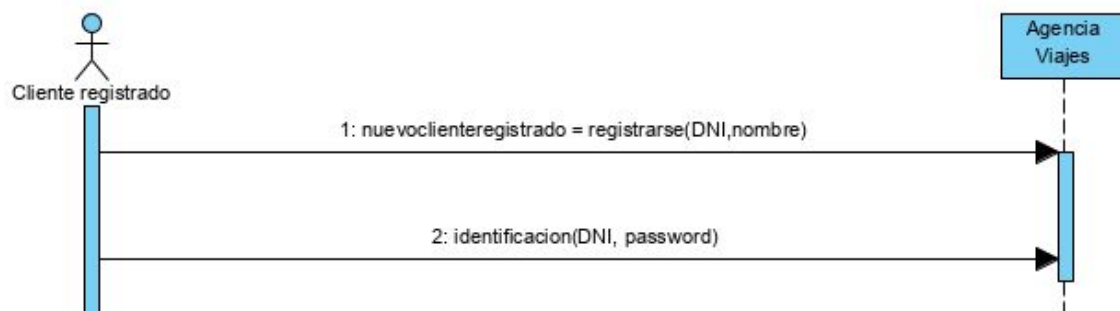 Agencia
Viajes
Cliente registrado
1: nuevoclienteregistrado = registrarse(DNI,nombre)
2: identificacion(DNI, password)